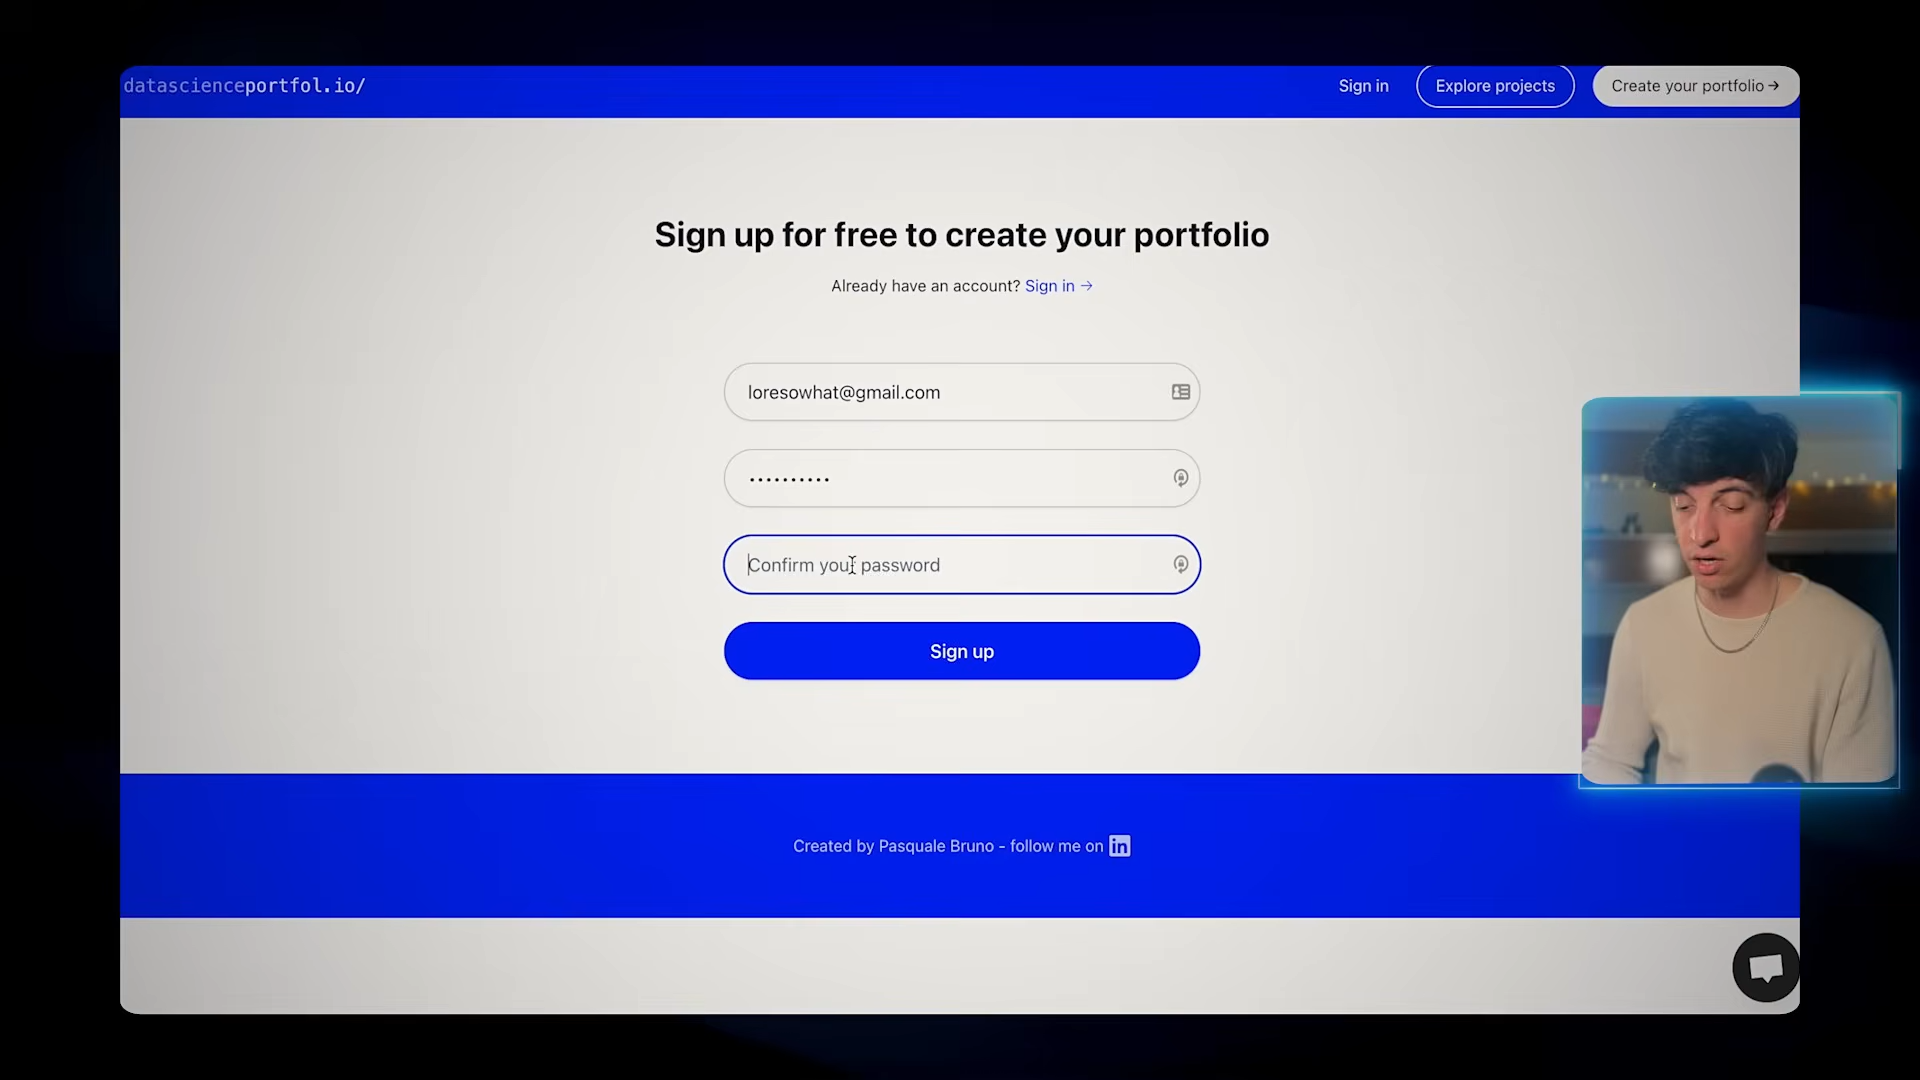 datascienceportfol.io/
Sign in
Explore projects
Create your portfolio →
Sign up for free to create your portfolio
Already have an account? Sign in →
loresowhat@gmail.com
••••••••••
Confirm your password
Sign up
Created by Pasquale Bruno - follow me on in